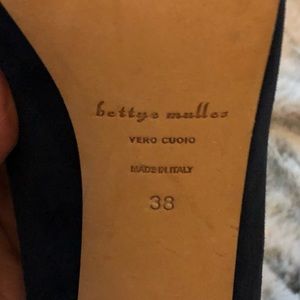 bettye muller
VERO CUOIO
MADE IN ITALY
38